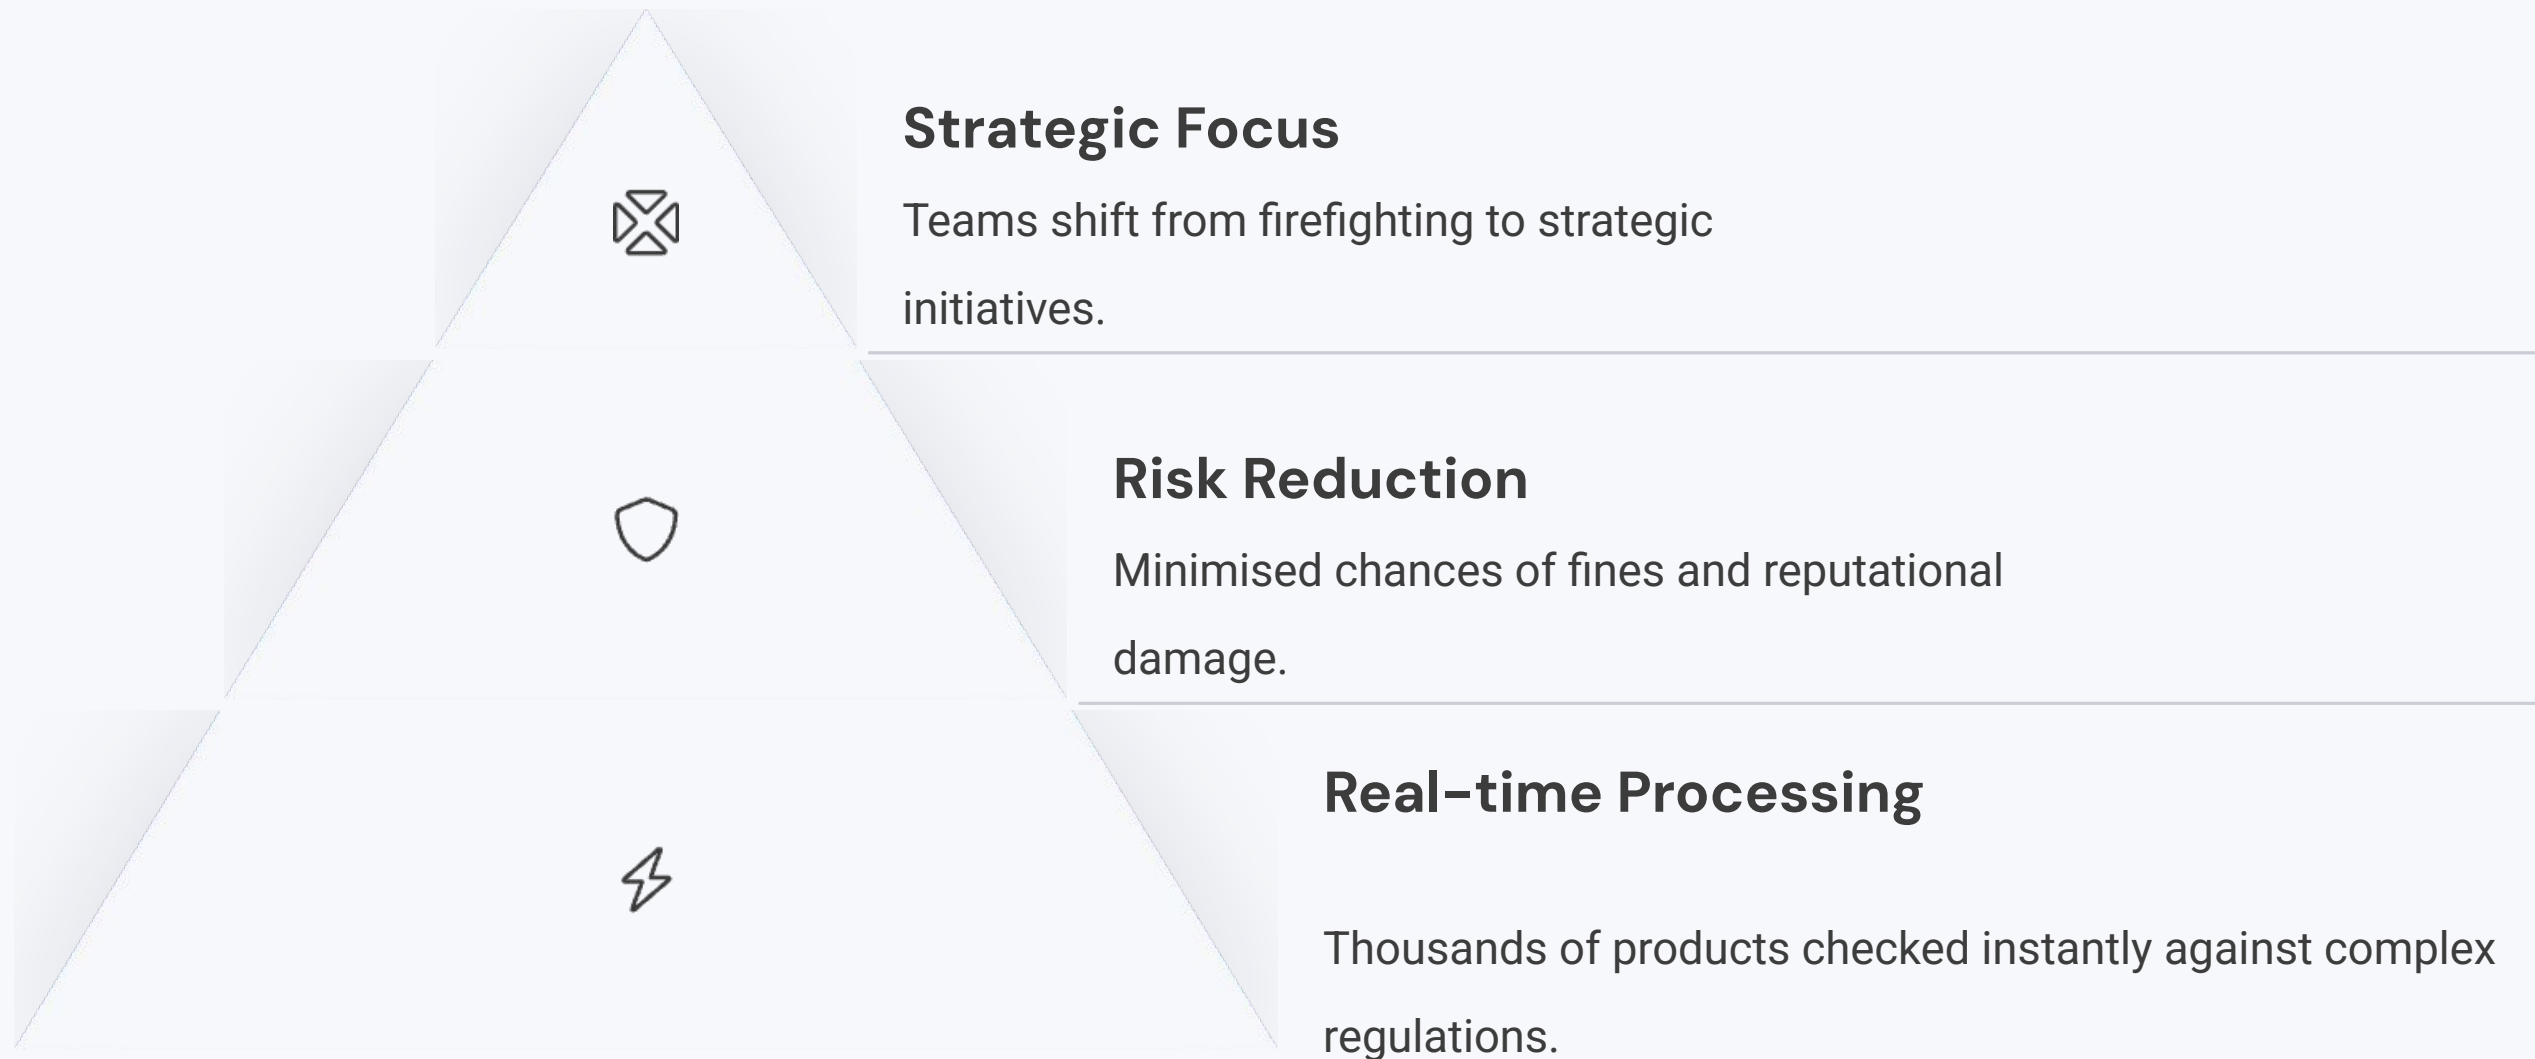 Strategic Focus
Teams shift from firefighting to strategic
initiatives.
Risk Reduction
Minimised chances of fines and reputational
damage.
Real-time Processing
Thousands of products checked instantly against complex
regulations.